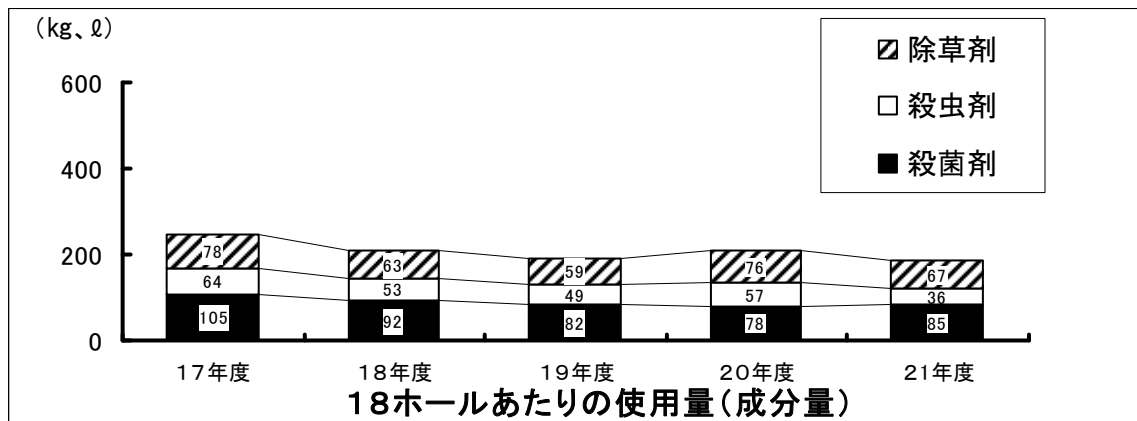 (kg、ℓ)
除草剤
殺虫剤
殺菌剤
600
400
200
0
78 63 59 76 67
64 53 49 57 36
105 92 82 78 85
17年度 18年度 19年度 20年度 21年度
18ホールあたりの使用量(成分量)